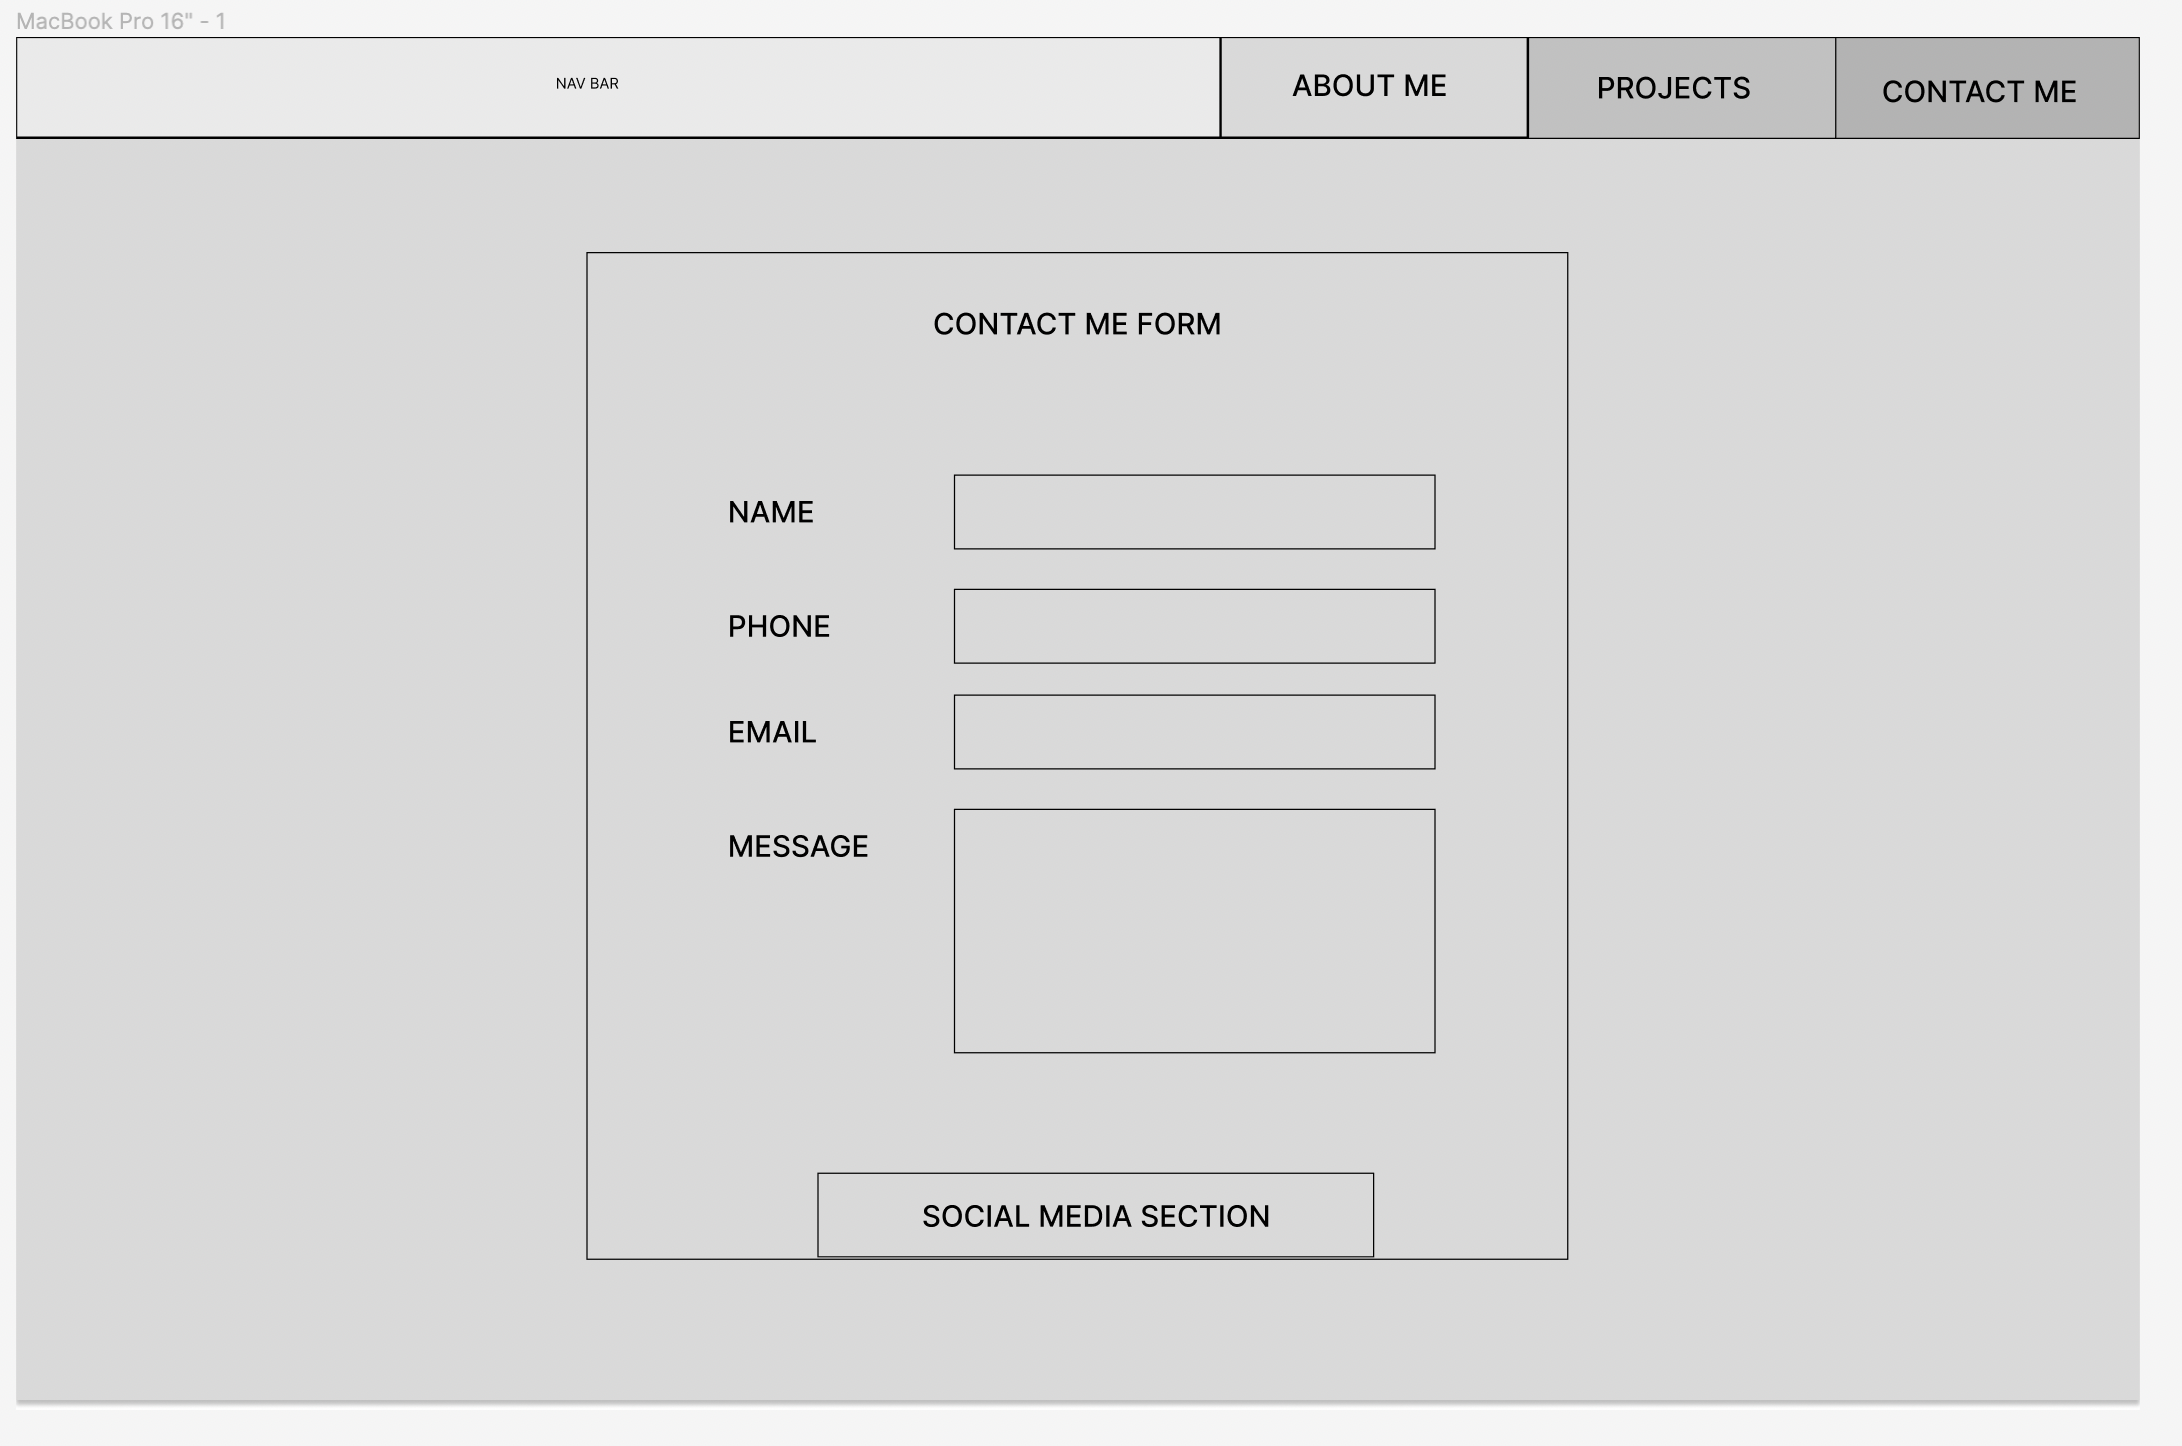 MacBook Pro 16" - 1
NAV BAR
ABOUT ME
PROJECTS
CONTACT ME
CONTACT ME FORM
NAME
PHONE
EMAIL
MESSAGE
SOCIAL MEDIA SECTION